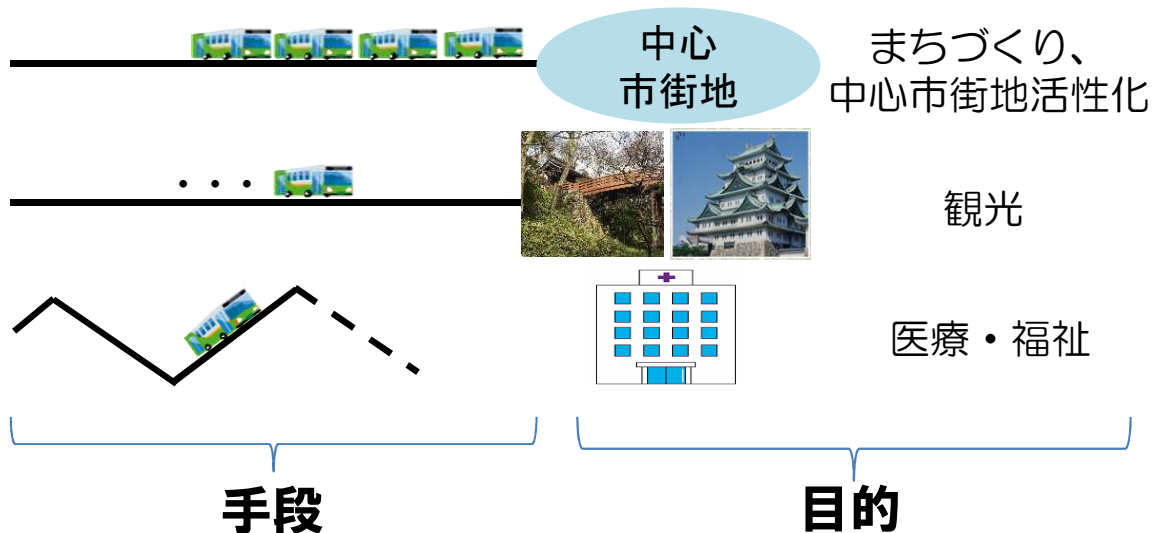 中心
市街地
まちづくり、
中心市街地活性化
・・・
観光
医療・福祉
手段
目的